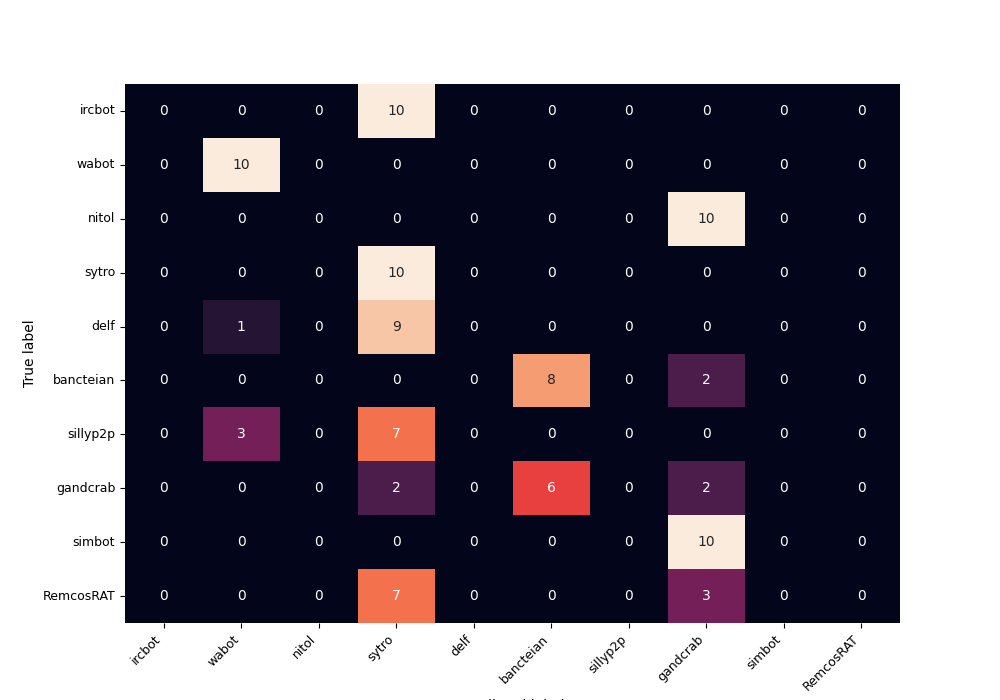 ircbot 0 0 0 10 0 0 0 0 0 0
wabot 0 10 0 0 0 0 0 0 0 0
nitol 0 0 0 0 0 0 0 10 0 0
sytro 0 0 0 10 0 0 0 0 0 0
delf 0 1 0 9 0 0 0 0 0 0
bancteian 0 0 0 0 0 8 0 2 0 0
sillyp2p 0 3 0 7 0 0 0 0 0 0
gandcrab 0 0 0 2 0 6 0 2 0 0
simbot 0 0 0 0 0 0 0 10 0 0
RemcosRAT 0 0 0 7 0 0 0 3 0 0
True label
ircbot wabot nitol sytro delf bancteian sillyp2p gandcrab simbot RemcosRAT